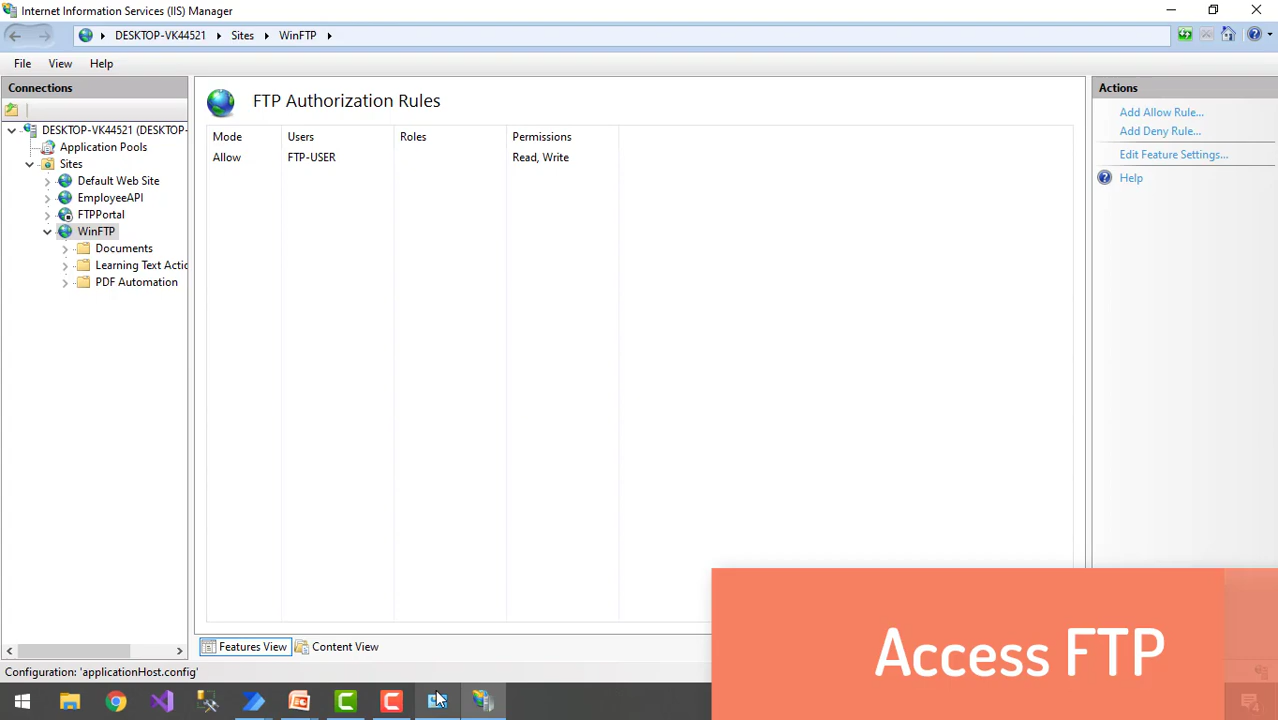 Internet Information Services (IIS) Manager
DESKTOP-VK44521 Sites WinFTP
File View Help
Connections
DESKTOP-VK44521 (DESKTOP-
Application Pools
Sites
Default Web Site
EmployeeAPI
FTPPortal
WinFTP
Documents
Learning Text Actio
PDF Automation
FTP Authorization Rules
Mode Users Roles Permissions
Allow FTP-USER Read, Write
Features View Content View
Actions
Add Allow Rule...
Add Deny Rule...
Edit Feature Settings...
Help
Configuration: 'applicationHost.config'
Access FTP